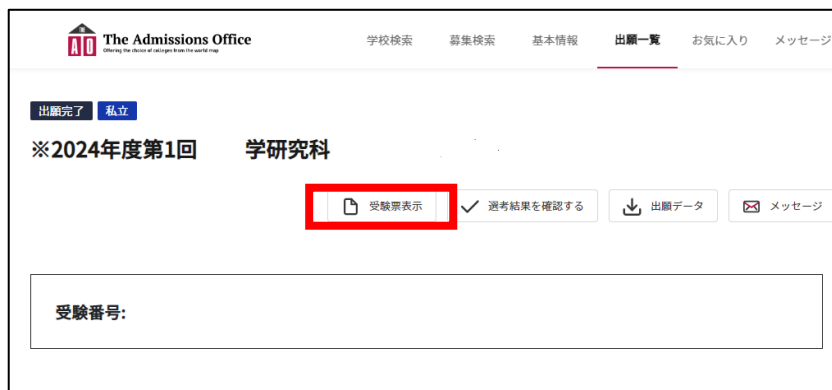 The Admissions Office
Offering the choice of colleges from the world map
学校検索 募集検索 基本情報 出願一覧 お気に入り メッセージ
出願完了 私立
※2024年度第1回 学研究科
受験票表示 選考結果を確認する 出願データ メッセージ
受験番号: